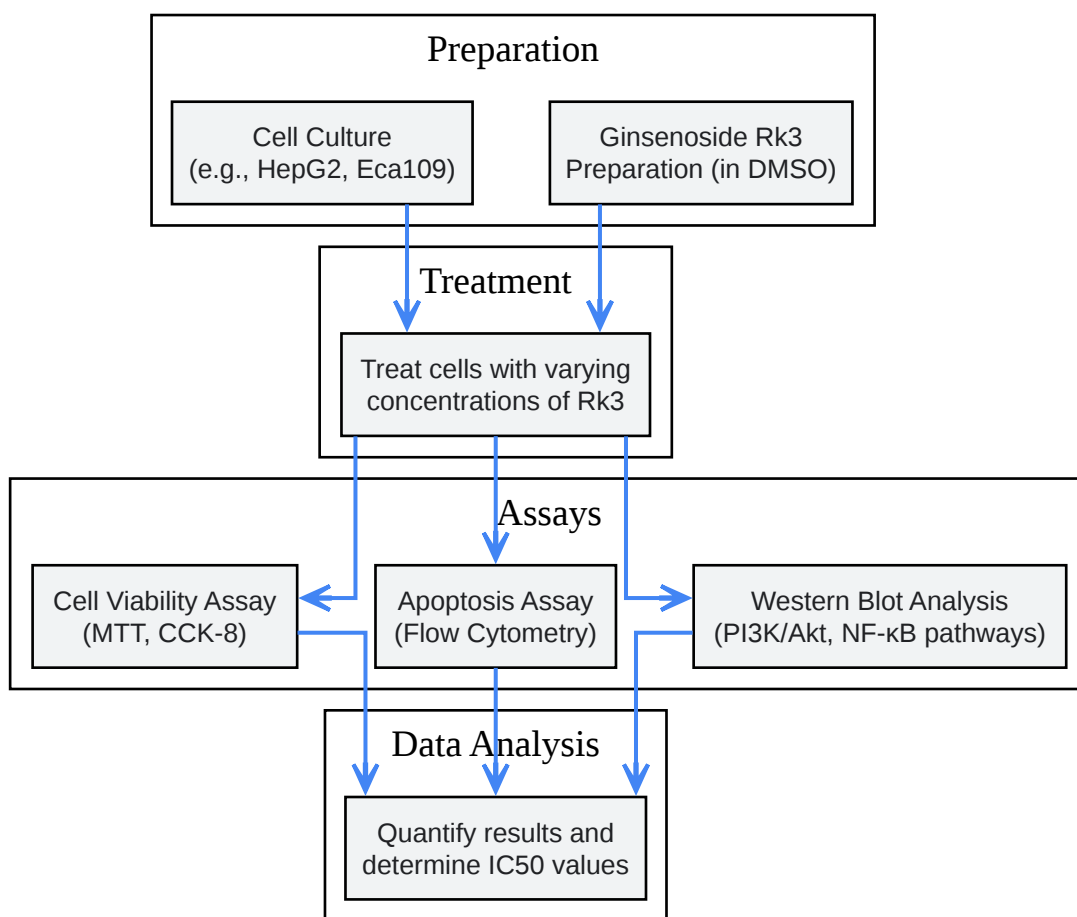 Preparation
Cell Culture
(e.g., HepG2, Eca109)
Ginsenoside Rk3
Preparation (in DMSO)
Treatment
Treat cells with varying
concentrations of Rk3
Assays
Cell Viability Assay
(MTT, CCK-8)
Apoptosis Assay
(Flow Cytometry)
Western Blot Analysis
(PI3K/Akt, NF-κB pathways)
Data Analysis
Quantify results and
determine IC50 values